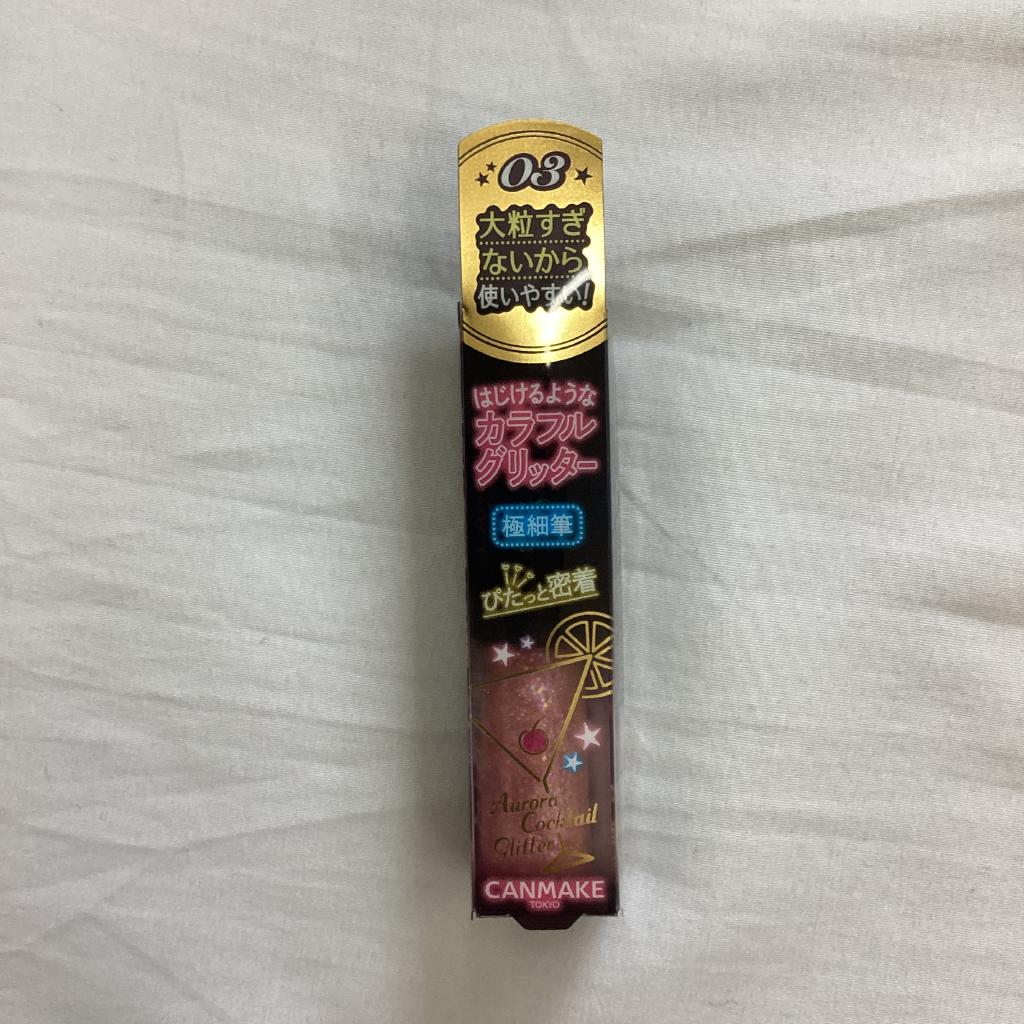 03
大粒すぎ
ないから
使いやすい!
はじけるような
カラフル
グリッター
極細筆
ぴたっと密着
Aurora
Cocktail
Glitter
CANMAKE
TOKYO